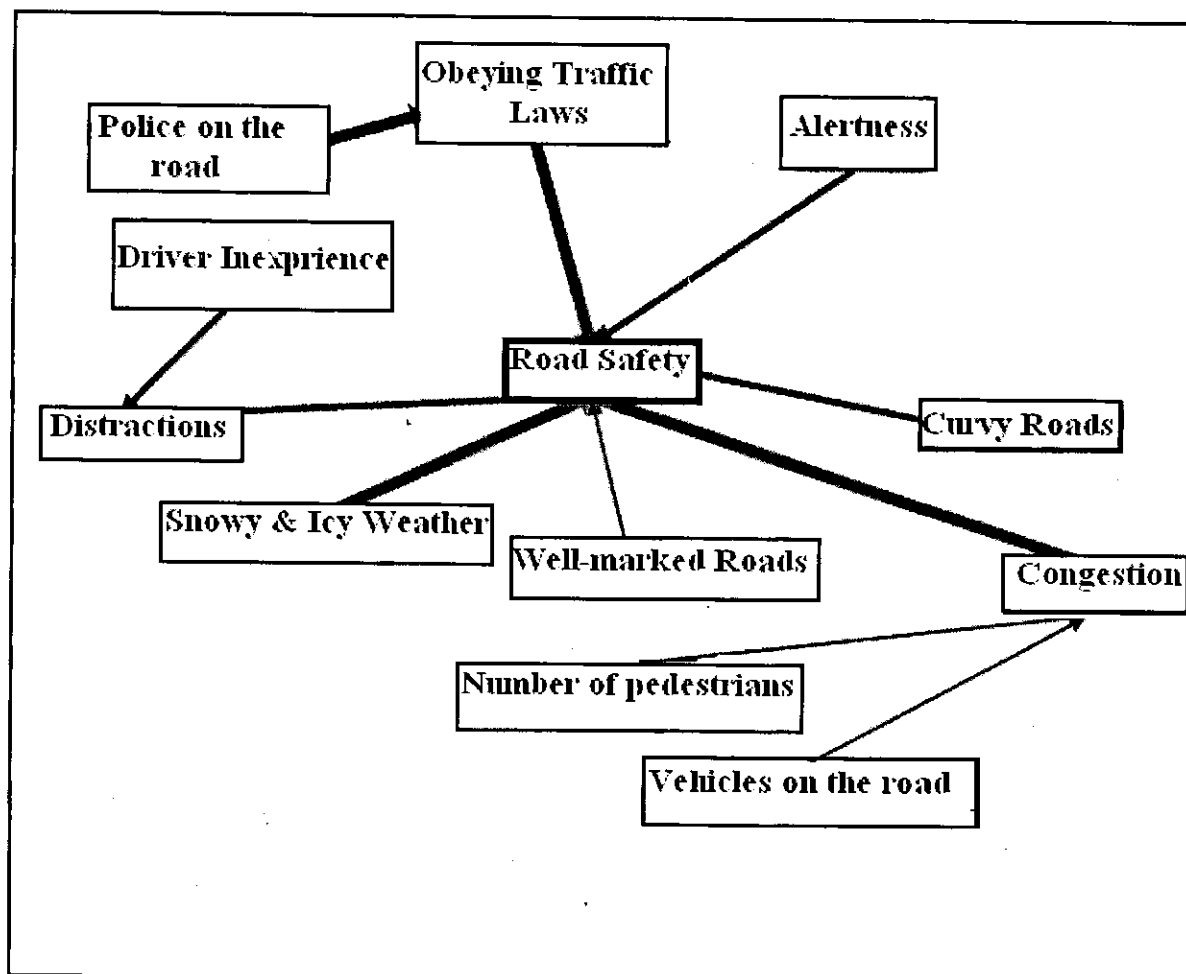 Obeying Traffic
Laws
Police on the
road
Alertness
Driver Inexprience
Road Safety
Distractions
Curvy Roads
Snowy & Icy Weather
Well-marked Roads
Congestion
Number of pedestrians
Vehicles on the road